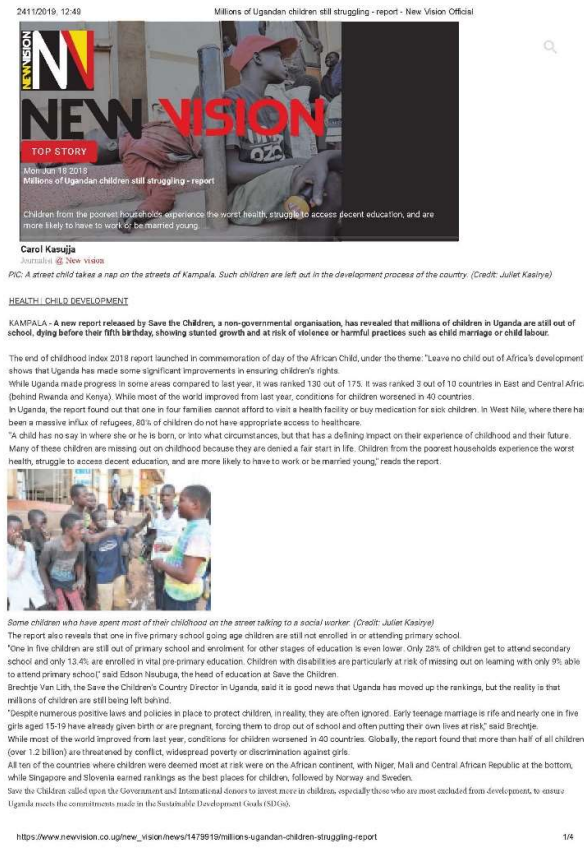 2411/2019, 12:49
Millions of Ugandan children still struggling - report - New Vision Official
NEWVISION
NEW VISION
TOP STORY
Mon Jun 18 2018
Millions of Ugandan children still struggling - report
Children from the poorest households experience the worst health, struggle to access decent education, and are
more likely to have to work or be married young.
Carol Kasujja
Journalist @ New vision
PIC: A street child takes a nap on the streets of Kampala. Such children are left out in the development process of the country. (Credit: Juliet Kasirye)
HEALTH | CHILD DEVELOPMENT
KAMPALA - A new report released by Save the Children, a non-governmental organisation, has revealed that millions of children in Uganda are still out of
school, dying before their fifth birthday, showing stunted growth and at risk of violence or harmful practices such as child marriage or child labour.
The end of childhood index 2018 report launched in commemoration of day of the African Child, under the theme: "Leave no child out of Africa's development
shows that Uganda has made some significant improvements in ensuring children's rights.
While Uganda made progress in some areas compared to last year, it was ranked 130 out of 175. It was ranked 3 out of 10 countries in East and Central Afric
(behind Rwanda and Kenya). While most of the world improved from last year, conditions for children worsened in 40 countries.
In Uganda, the report found out that one in four families cannot afford to visit a health facility or buy medication for sick children. In West Nile, where there has
been a massive influx of refugees, 80% of children do not have appropriate access to healthcare.
"A child has no say in where she or he is born, or into what circumstances, but that has a defining impact on their experience of childhood and their future.
Many of these children are missing out on childhood because they are denied a fair start in life. Children from the poorest households experience the worst
health, struggle to access decent education, and are more likely to have to work or be married young," reads the report.
Some children who have spent most of their childhood on the street talking to a social worker. (Credit: Juliet Kasirye)
The report also reveals that one in five primary school going age children are still not enrolled in or attending primary school.
"One in five children are still out of primary school and enrolment for other stages of education is even lower. Only 28% of children get to attend secondary
school and only 13.4% are enrolled in vital pre-primary education. Children with disabilities are particularly at risk of missing out on learning with only 9% able
to attend primary school," said Edson Nsubuga, the head of education at Save the Children.
Brechtje Van Lith, the Save the Children's Country Director in Uganda, said it is good news that Uganda has moved up the rankings, but the reality is that
millions of children are still being left behind.
"Despite numerous positive laws and policies in place to protect children, in reality, they are often ignored. Early teenage marriage is rife and nearly one in five
girls aged 15-19 have already given birth or are pregnant, forcing them to drop out of school and often putting their own lives at risk," said Brechtje.
While most of the world improved from last year, conditions for children worsened in 40 countries. Globally, the report found that more than half of all children
(over 1.2 billion) are threatened by conflict, widespread poverty or discrimination against girls.
All ten of the countries where children were deemed most at risk were on the African continent, with Niger, Mali and Central African Republic at the bottom,
while Singapore and Slovenia earned rankings as the best places for children, followed by Norway and Sweden.
Save the Children called upon the Government and International donors to invest more in children, especially those who are most excluded from development, to ensure
Uganda meets the commitments made in the Sustainable Development Goals (SDGs).
https://www.newvision.co.ug/new_vision/news/1479919/millions-ugandan-children-struggling-report
1/4